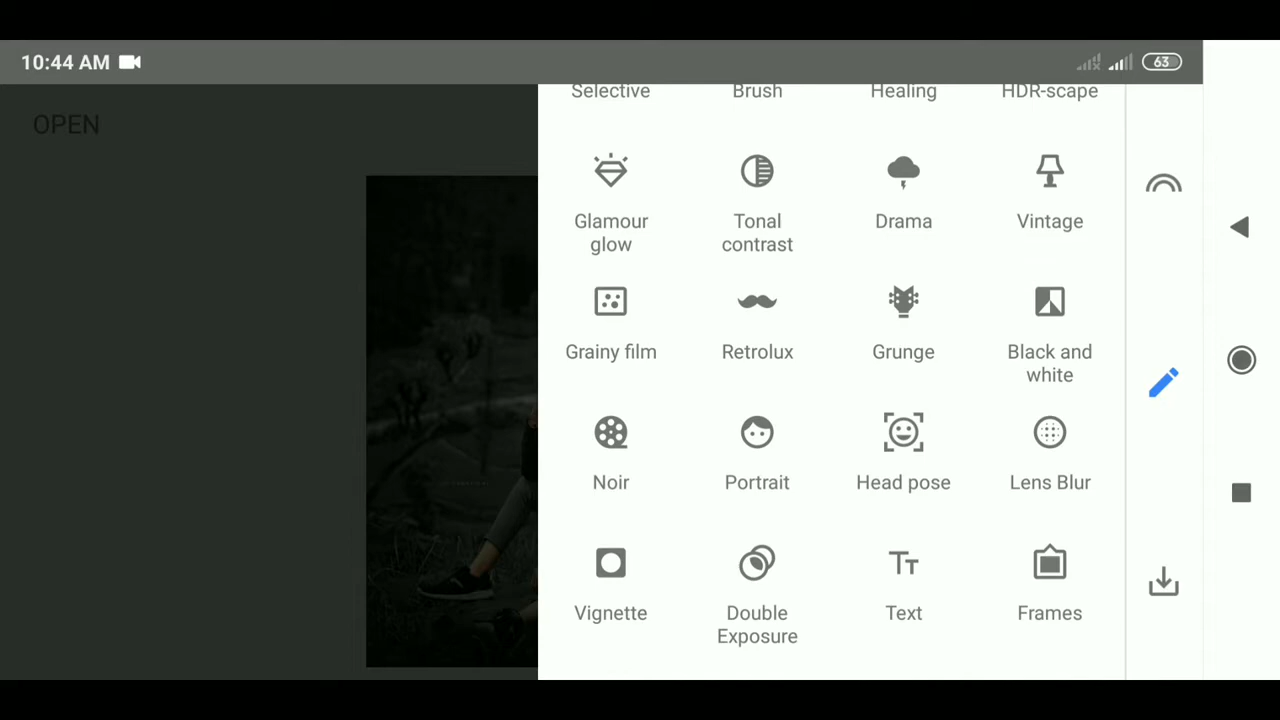 10:44 AM
63
OPEN
Selective Brush Healing HDR-scape
Glamour glow
Tonal contrast
Drama
Vintage
Grainy film
Retrolux
Grunge
Black and white
Noir
Portrait
Head pose
Lens Blur
Vignette
Double Exposure
Text
Frames